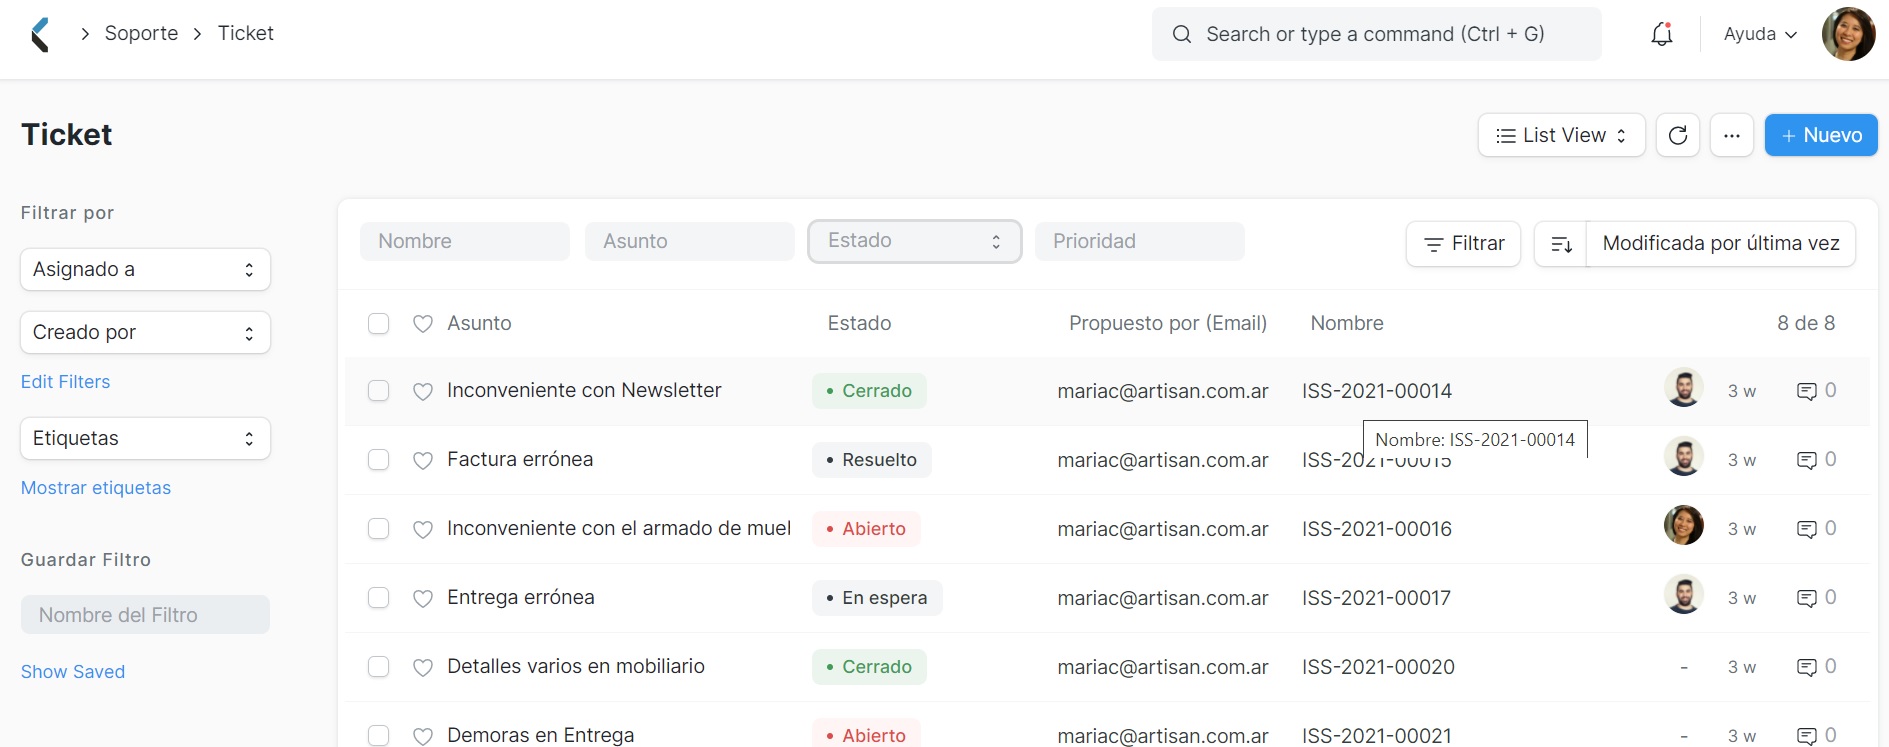 Soporte Ticket
Search or type a command (Ctrl + G)
Ayuda
Ticket
List View
Nuevo
Filtrar por
Asignado a
Creado por
Edit Filters
Etiquetas
Mostrar etiquetas
Guardar Filtro
Nombre del Filtro
Show Saved
Nombre Asunto Estado Prioridad
Filtrar
Modificada por última vez
Asunto Estado Propuesto por (Email) Nombre 8 de 8
Inconveniente con Newsletter Cerrado mariac@artisan.com.ar ISS-2021-00014 3 w 0
Nombre: ISS-2021-00014
Factura errónea Resuelto mariac@artisan.com.ar ISS-2021-00015 3 w 0
Inconveniente con el armado de muel Abierto mariac@artisan.com.ar ISS-2021-00016 3 w 0
Entrega errónea En espera mariac@artisan.com.ar ISS-2021-00017 3 w 0
Detalles varios en mobiliario Cerrado mariac@artisan.com.ar ISS-2021-00020 - 3 w 0
Demoras en Entrega Abierto mariac@artisan.com.ar ISS-2021-00021 - 3 w 0